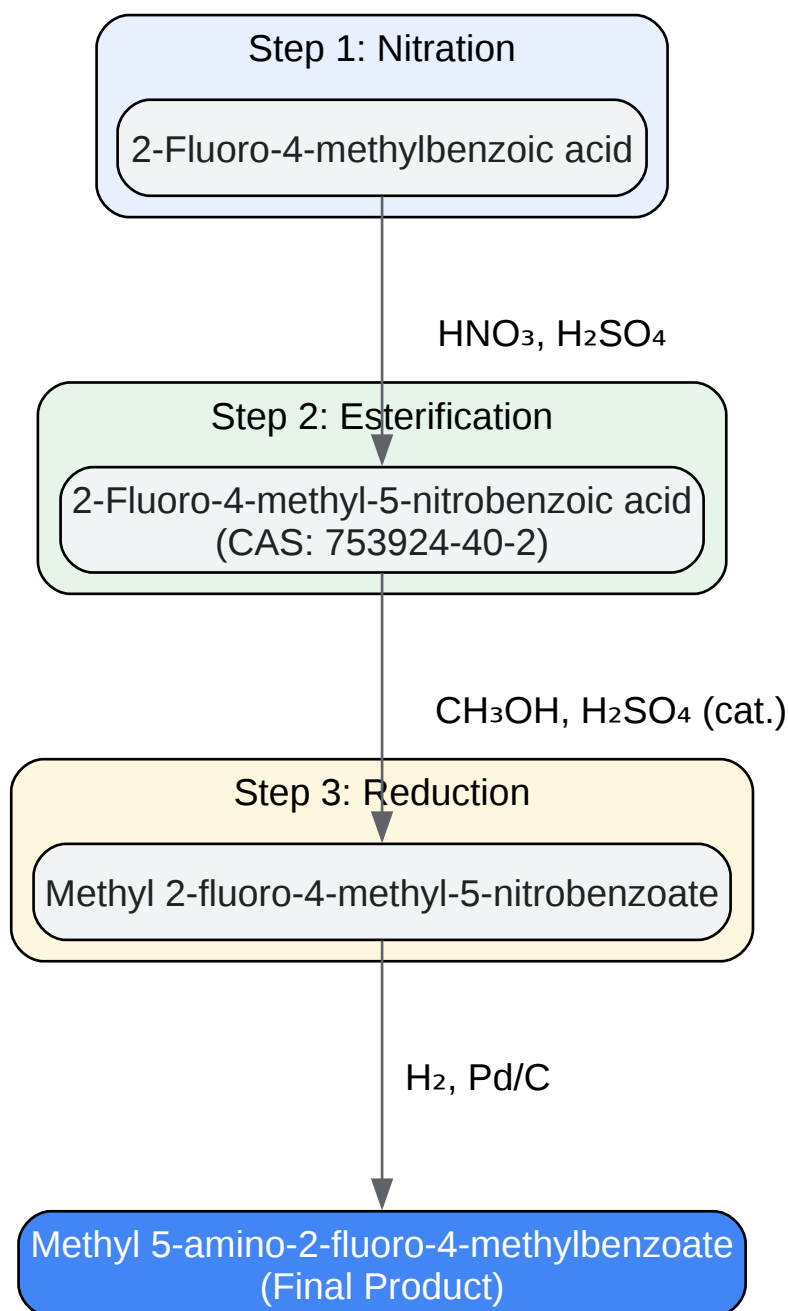 Step 1: Nitration
2-Fluoro-4-methylbenzoic acid
HNO₃, H₂SO₄
Step 2: Esterification
2-Fluoro-4-methyl-5-nitrobenzoic acid
(CAS: 753924-40-2)
CH₃OH, H₂SO₄ (cat.)
Step 3: Reduction
Methyl 2-fluoro-4-methyl-5-nitrobenzoate
H₂, Pd/C
Methyl 5-amino-2-fluoro-4-methylbenzoate
(Final Product)